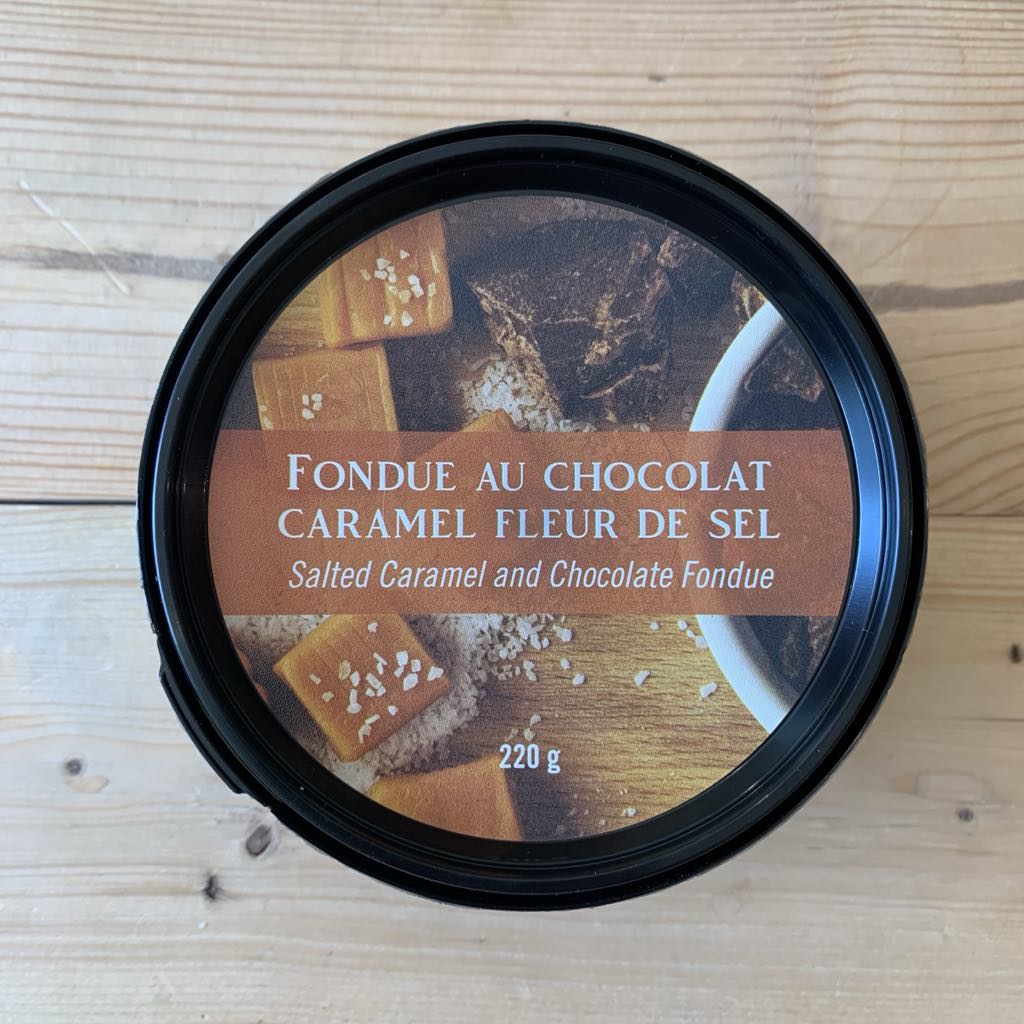 FONDUE AU CHOCOLAT
CARAMEL FLEUR DE SEL
Salted Caramel and Chocolate Fondue
220 g